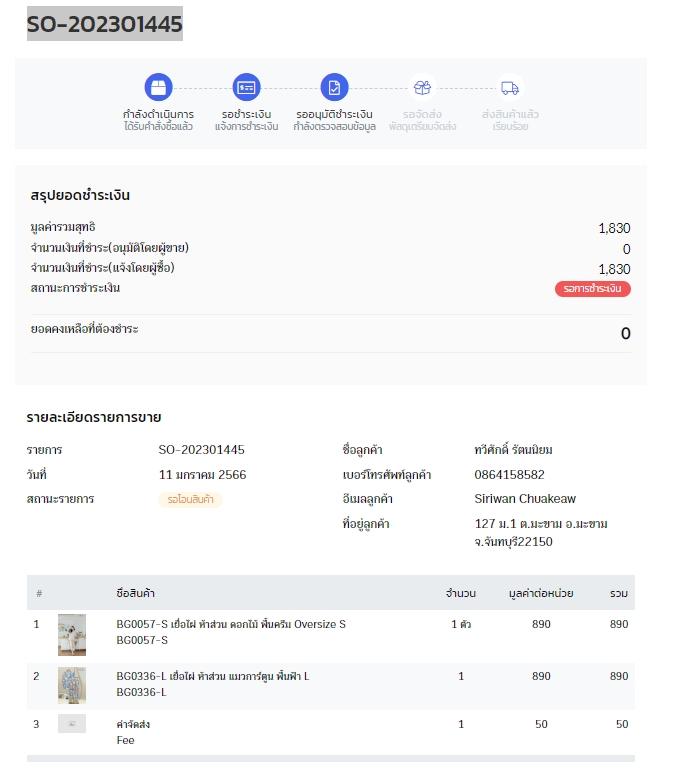 SO-202301445
กำลังดำเนินการ
ได้รับคำสั่งซื้อแล้ว
รอชำระเงิน
แจ้งการชำระเงิน
รออนุมัติชำระเงิน
กำลังตรวจสอบข้อมูล
รอจัดส่ง
พัสดุเตรียมจัดส่ง
ส่งสินค้าแล้ว
เรียบร้อย
สรุปยอดชำระเงิน
มูลค่ารวมสุทธิ 1,830
จำนวนเงินที่ชำระ(อนุมัติโดยผู้ขาย) 0
จำนวนเงินที่ชำระ(แจ้งโดยผู้ซื้อ) 1,830
สถานะการชำระเงิน รอการชำระเงิน
ยอดคงเหลือที่ต้องชำระ 0
รายละเอียดรายการขาย
รายการ SO-202301445
วันที่ 11 มกราคม 2566
สถานะรายการ รอโอนสินค้า
ชื่อลูกค้า ทวีศักดิ์ รัตนนิยม
เบอร์โทรศัพท์ลูกค้า 0864158582
อีเมลลูกค้า Siriwan Chuakeaw
ที่อยู่ลูกค้า 127 ม.1 ต.มะขาม อ.มะขาม
จ.จันทบุรี22150
# ชื่อสินค้า จำนวน มูลค่าต่อหน่วย รวม
1 BG0057-S เยื่อไผ่ ห้าส่วน ดอกไม้ พื้นครีม Oversize S 1 ตัว 890 890
BG0057-S
2 BG0336-L เยื่อไผ่ ห้าส่วน แมวการ์ตูน พื้นฟ้า L 1 890 890
BG0336-L
3 ค่าจัดส่ง 1 50 50
Fee